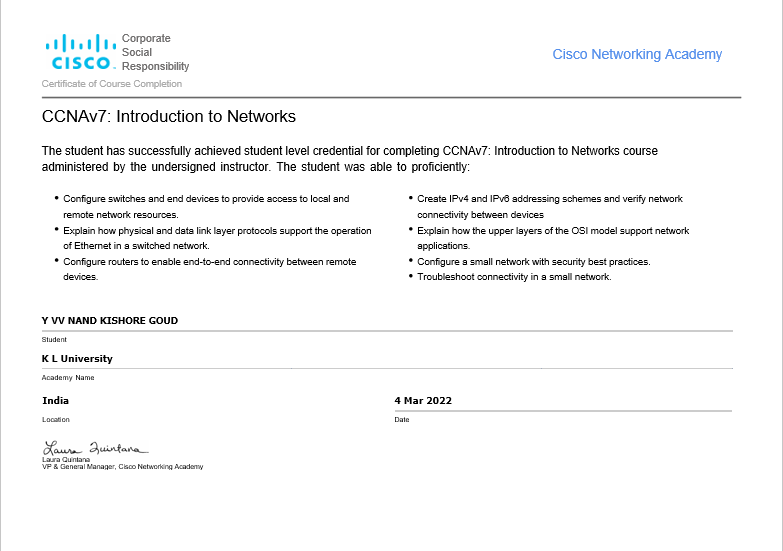 CISCO
Corporate
Social
Responsibility
Cisco Networking Academy
Certificate of Course Completion
CCNAv7: Introduction to Networks
The student has successfully achieved student level credential for completing CCNAv7: Introduction to Networks course
administered by the undersigned instructor. The student was able to proficiently:
• Configure switches and end devices to provide access to local and
remote network resources.
• Explain how physical and data link layer protocols support the operation
of Ethernet in a switched network.
• Configure routers to enable end-to-end connectivity between remote
devices.
• Create IPv4 and IPv6 addressing schemes and verify network
connectivity between devices
• Explain how the upper layers of the OSI model support network
applications.
• Configure a small network with security best practices.
• Troubleshoot connectivity in a small network.
Y VV NAND KISHORE GOUD
Student
K L University
Academy Name
India
Location
4 Mar 2022
Date
Laura Quintana
Laura Quintana
VP & General Manager, Cisco Networking Academy